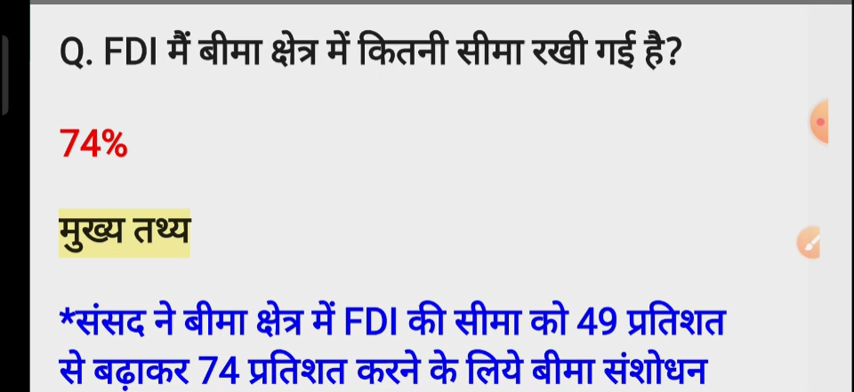 Q. FDI मैं बीमा क्षेत्र में कितनी सीमा रखी गई है?
74%
मुख्य तथ्य
*संसद ने बीमा क्षेत्र में FDI की सीमा को 49 प्रतिशत
से बढ़ाकर 74 प्रतिशत करने के लिये बीमा संशोधन